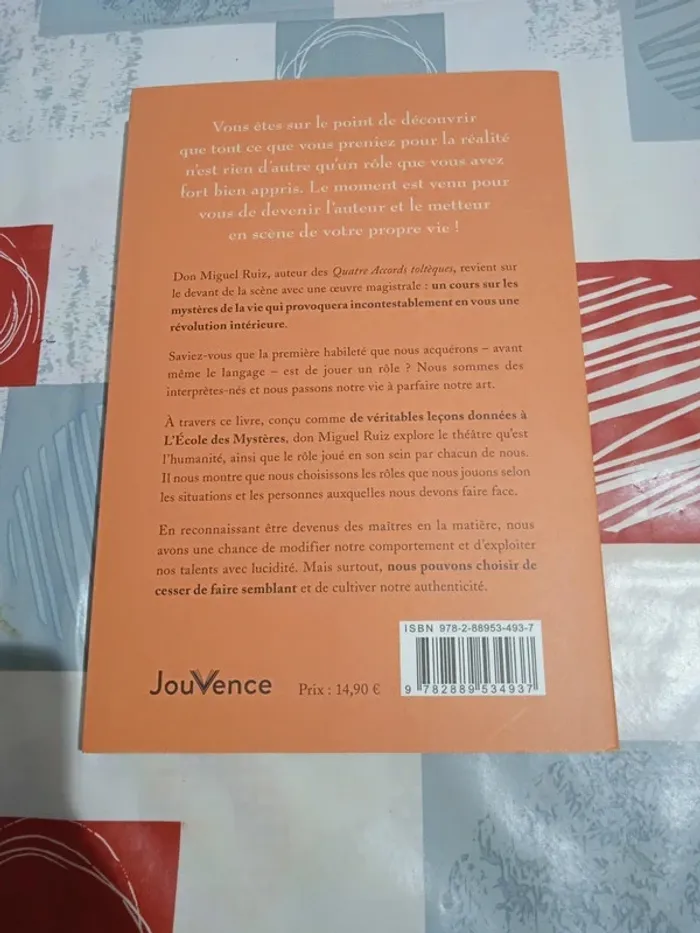 Vous êtes sur le point de découvrir
que tout ce que vous preniez pour la réalité
n'est rien d'autre qu'un rôle que vous avez
fort bien appris. Le moment est venu pour
vous de devenir l'auteur et le metteur
en scène de votre propre vie !
Don Miguel Ruiz, auteur des Quatre Accords toltèques, revient sur
le devant de la scène avec une œuvre magistrale : un cours sur les
mystères de la vie qui provoquera incontestablement en vous une
révolution intérieure.
Saviez-vous que la première habileté que nous acquérons – avant
même le langage – est de jouer un rôle ? Nous sommes des
interprètes-nés et nous passons notre vie à parfaire notre art.
À travers ce livre, conçu comme de véritables leçons données à
L'École des Mystères, don Miguel Ruiz explore le théâtre qu'est
l'humanité, ainsi que le rôle joué en son sein par chacun de nous.
Il nous montre que nous choisissons les rôles que nous jouons selon
les situations et les personnes auxquelles nous devons faire face.
En reconnaissant être devenus des maîtres en la matière, nous
avons une chance de modifier notre comportement et d'exploiter
nos talents avec lucidité. Mais surtout, nous pouvons choisir de
cesser de faire semblant et de cultiver notre authenticité.
ISBN 978-2-88953-493-7
JouVence
Prix : 14,90 €
9 782889 534937